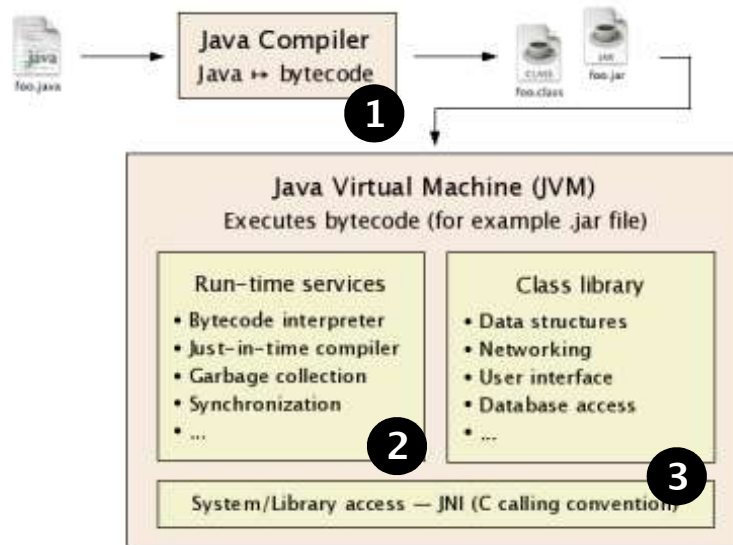 Java Compiler
Java ↦ bytecode
1
java
foo.java
CLASS
foo.class
JAR
foo.jar
Java Virtual Machine (JVM)
Executes bytecode (for example .jar file)
Run-time services
• Bytecode interpreter
• Just-in-time compiler
• Garbage collection
• Synchronization
• ...
2
Class library
• Data structures
• Networking
• User interface
• Database access
• ...
3
System/Library access — JNI (C calling convention)